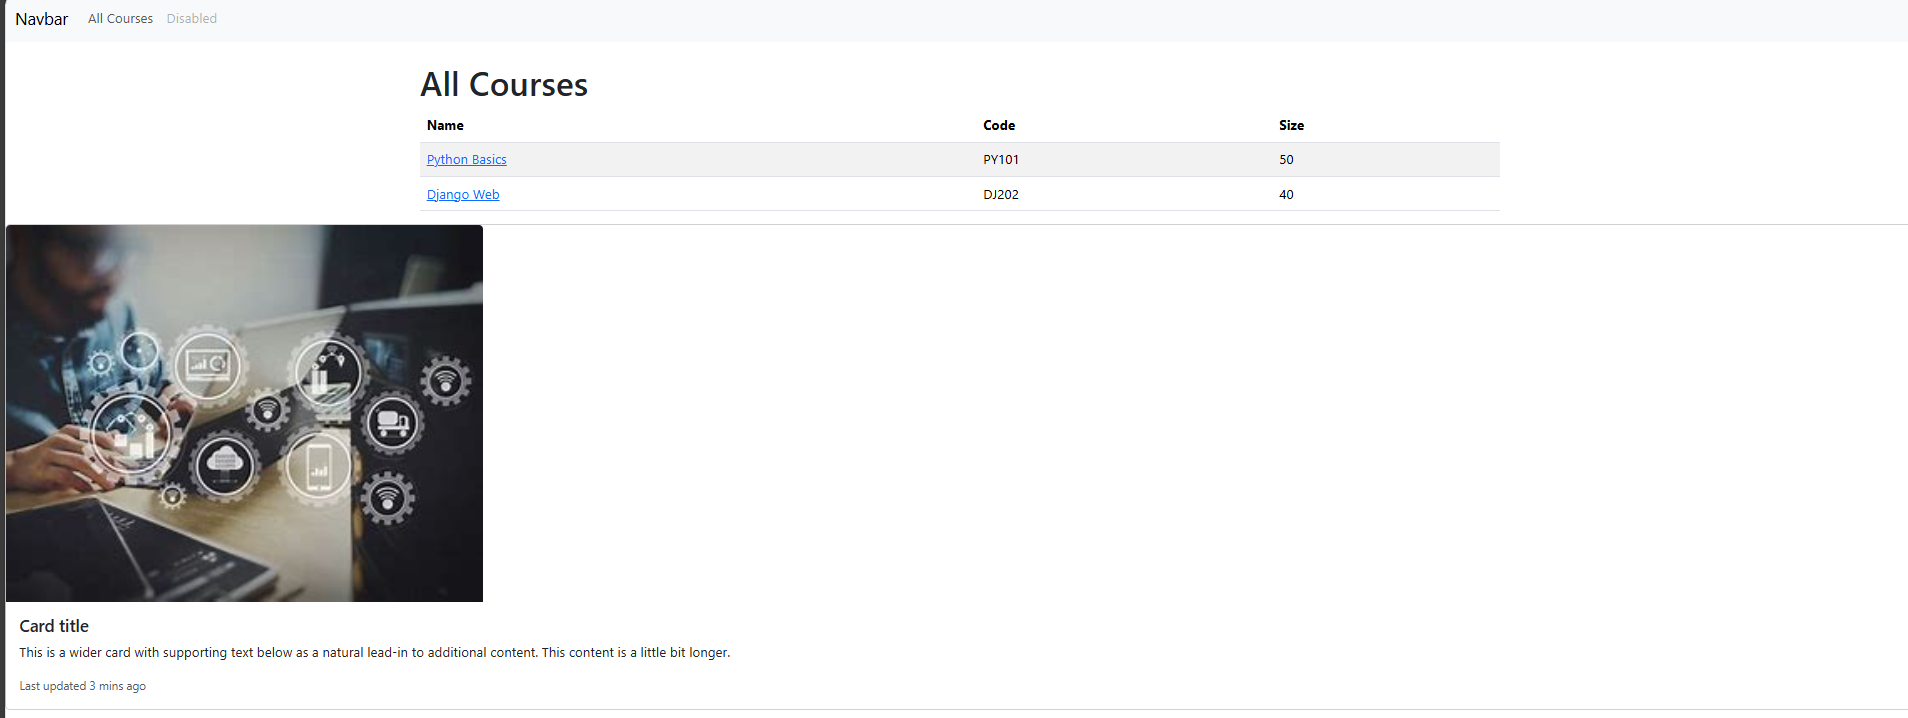 Navbar All Courses Disabled
All Courses
Name Code Size
Python Basics PY101 50
Django Web DJ202 40
Card title
This is a wider card with supporting text below as a natural lead-in to additional content. This content is a little bit longer.
Last updated 3 mins ago